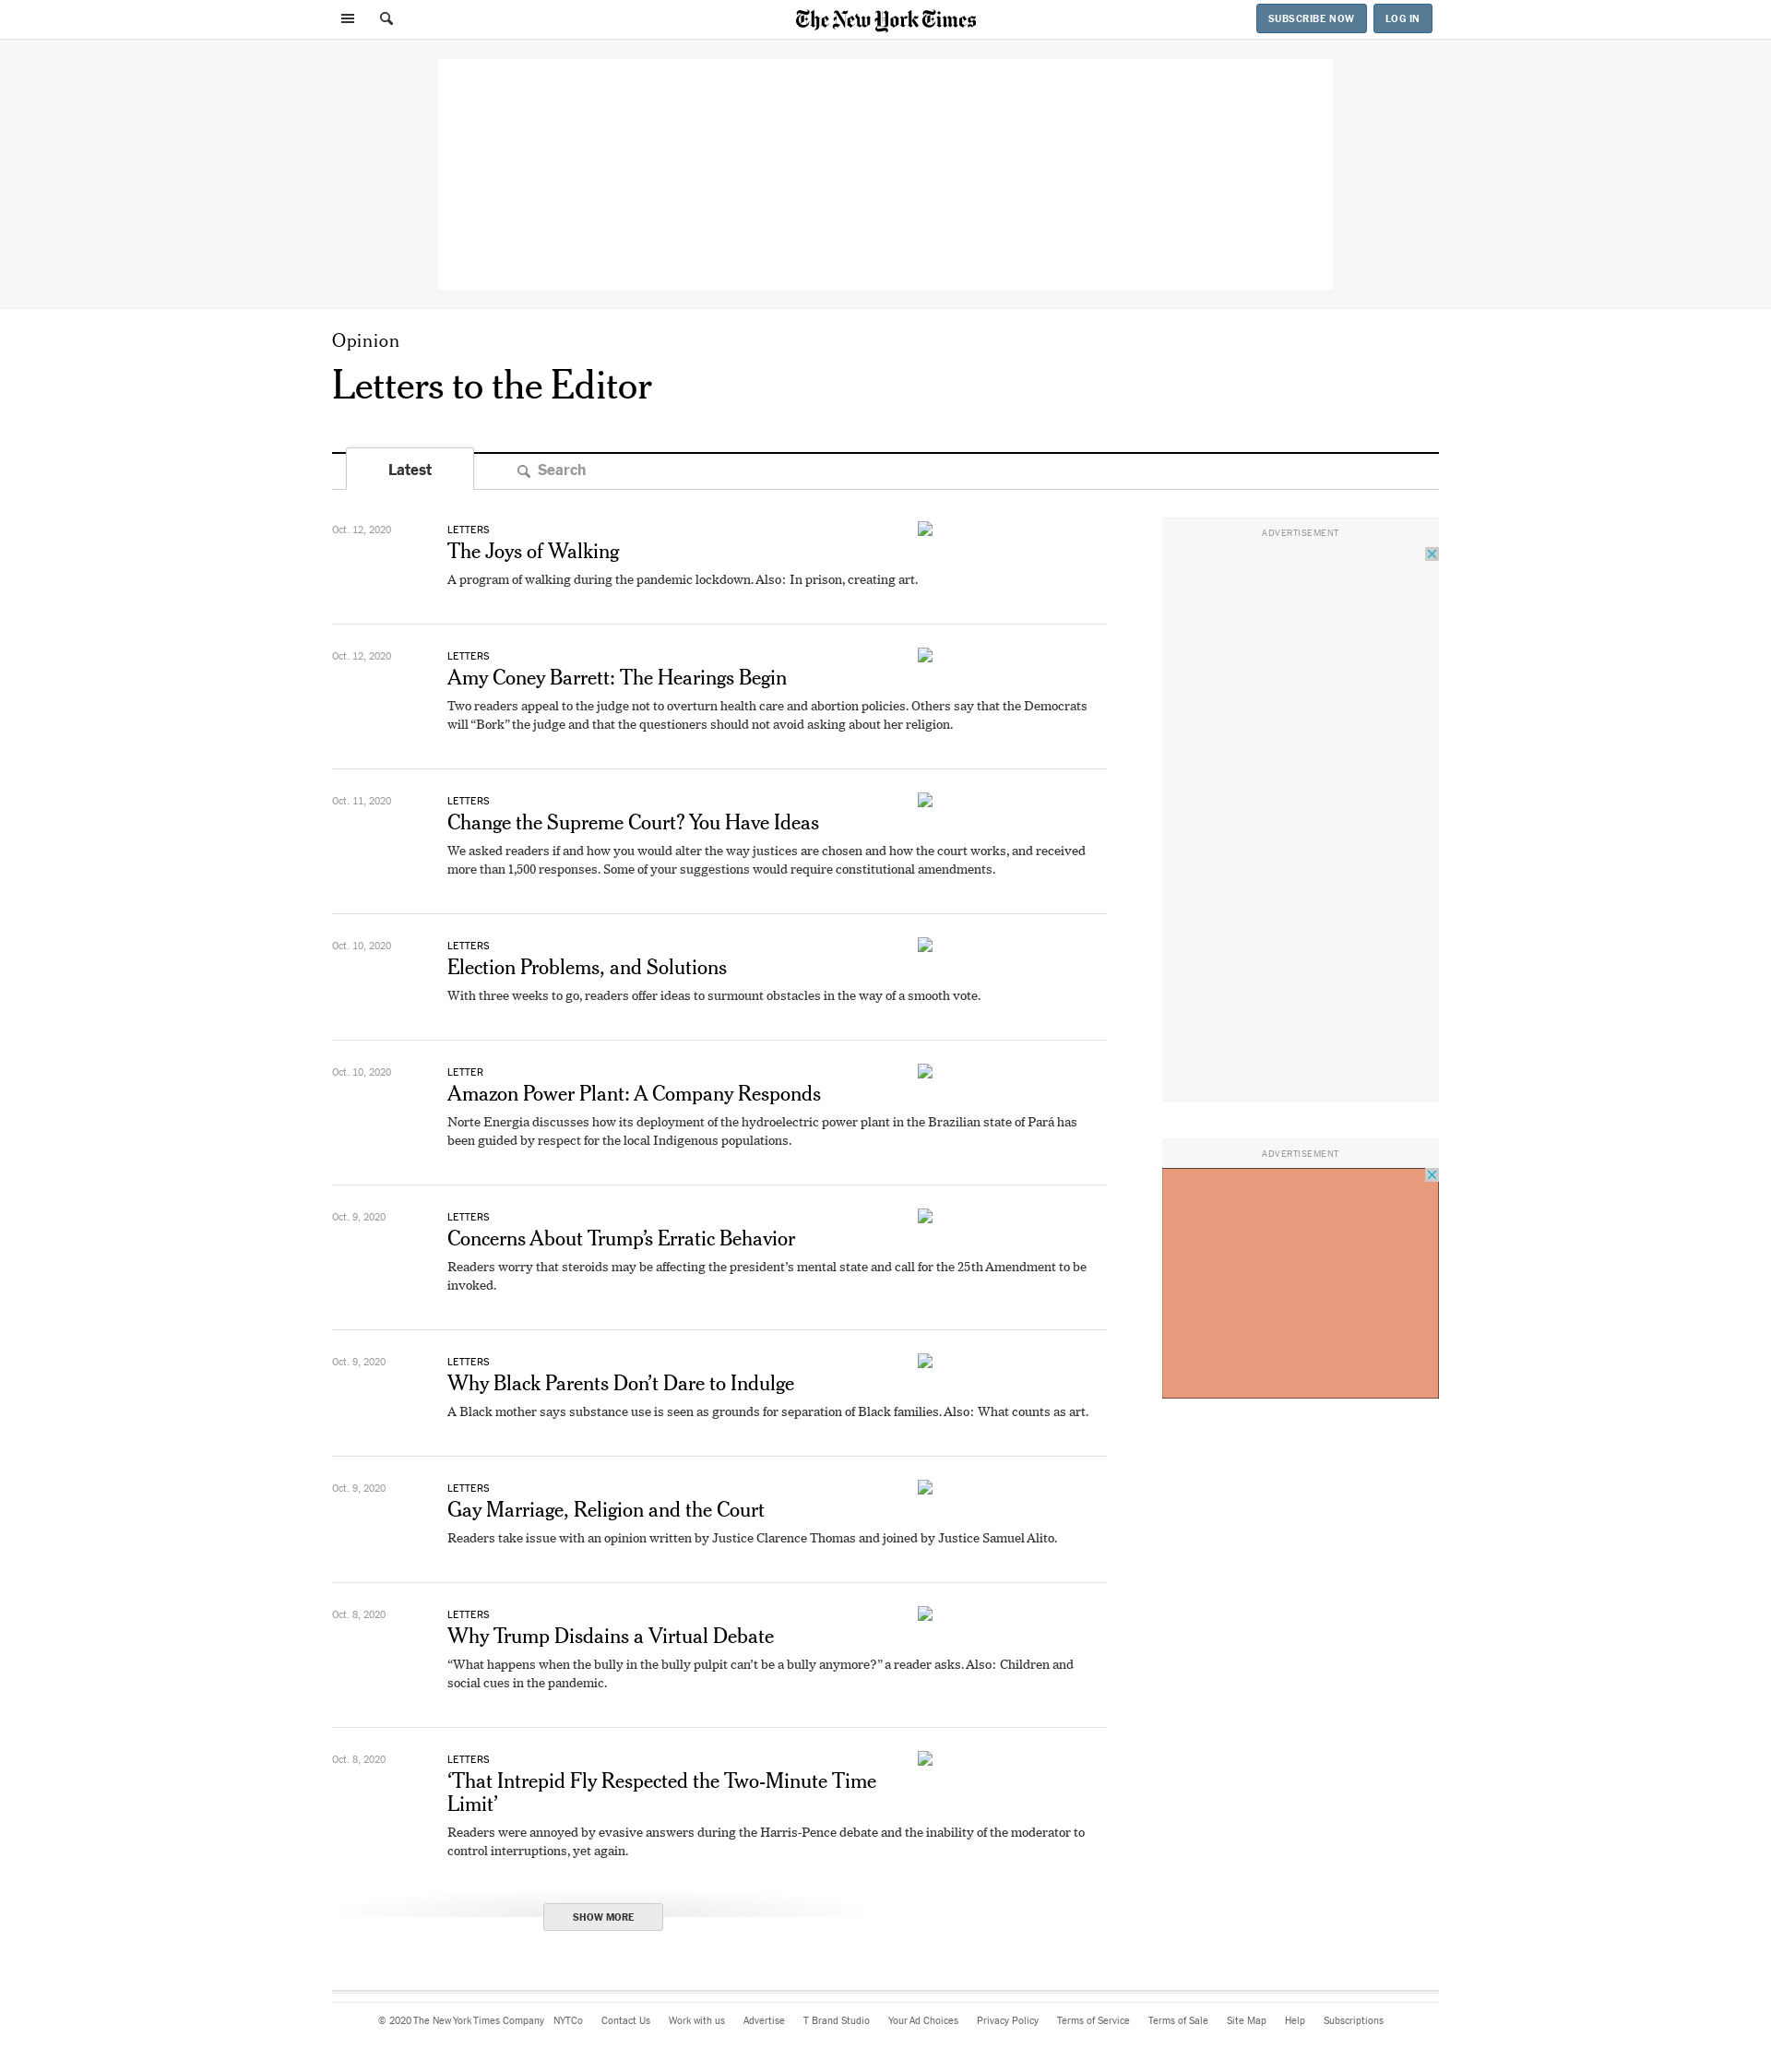 The New York Times
SUBSCRIBE NOW
LOG IN
Opinion
Letters to the Editor
Latest
Search
Oct. 12, 2020
LETTERS
The Joys of Walking
A program of walking during the pandemic lockdown. Also: In prison, creating art.
ADVERTISEMENT
Oct. 12, 2020
LETTERS
Amy Coney Barrett: The Hearings Begin
Two readers appeal to the judge not to overturn health care and abortion policies. Others say that the Democrats
will “Bork” the judge and that the questioners should not avoid asking about her religion.
Oct. 11, 2020
LETTERS
Change the Supreme Court? You Have Ideas
We asked readers if and how you would alter the way justices are chosen and how the court works, and received
more than 1,500 responses. Some of your suggestions would require constitutional amendments.
Oct. 10, 2020
LETTERS
Election Problems, and Solutions
With three weeks to go, readers offer ideas to surmount obstacles in the way of a smooth vote.
Oct. 10, 2020
LETTER
Amazon Power Plant: A Company Responds
Norte Energia discusses how its deployment of the hydroelectric power plant in the Brazilian state of Pará has
been guided by respect for the local Indigenous populations.
ADVERTISEMENT
Oct. 9, 2020
LETTERS
Concerns About Trump’s Erratic Behavior
Readers worry that steroids may be affecting the president’s mental state and call for the 25th Amendment to be
invoked.
Oct. 9, 2020
LETTERS
Why Black Parents Don’t Dare to Indulge
A Black mother says substance use is seen as grounds for separation of Black families. Also: What counts as art.
Oct. 9, 2020
LETTERS
Gay Marriage, Religion and the Court
Readers take issue with an opinion written by Justice Clarence Thomas and joined by Justice Samuel Alito.
Oct. 8, 2020
LETTERS
Why Trump Disdains a Virtual Debate
“What happens when the bully in the bully pulpit can’t be a bully anymore?” a reader asks. Also: Children and
social cues in the pandemic.
Oct. 8, 2020
LETTERS
‘That Intrepid Fly Respected the Two-Minute Time
Limit’
Readers were annoyed by evasive answers during the Harris-Pence debate and the inability of the moderator to
control interruptions, yet again.
SHOW MORE
© 2020 The New York Times Company NYTCo Contact Us Work with us Advertise T Brand Studio Your Ad Choices Privacy Policy Terms of Service Terms of Sale Site Map Help Subscriptions